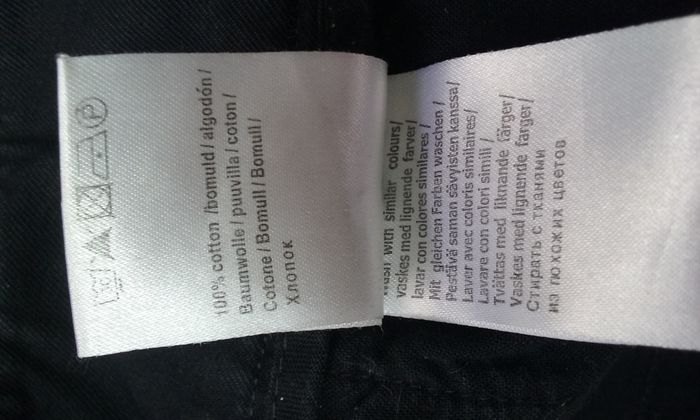 100% cotton /bomuld / algodón /
Baumwolle / puuvilla / coton /
Cotone / Bomull / Bomull /
Хлопок
with similar colours/
vaskes med lignende farver/
lavar con colores similares /
Mit gleichen Farben waschen /
Pestävä saman sävyisten kanssa/
Laver avec coloris similaires/
Lavare con colori simili /
Tvättas med liknande färger/
Vaskes med lignende farger/
Стирать с тканями
из похожих цветов